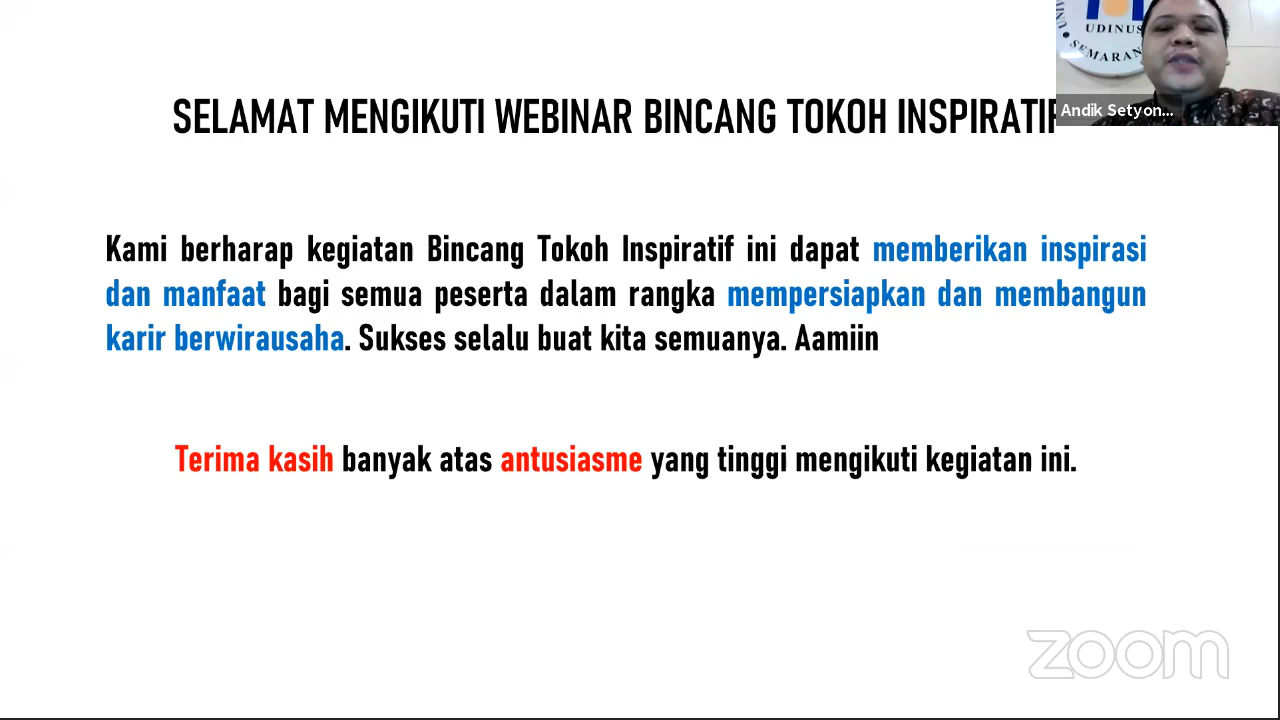 UDINUS
SEMARANG
Andik Setyon...
SELAMAT MENGIKUTI WEBINAR BINCANG TOKOH INSPIRATIF
Kami berharap kegiatan Bincang Tokoh Inspiratif ini dapat memberikan inspirasi
dan manfaat bagi semua peserta dalam rangka mempersiapkan dan membangun
karir berwirausaha. Sukses selalu buat kita semuanya. Aamiin
Terima kasih banyak atas antusiasme yang tinggi mengikuti kegiatan ini.
zoom